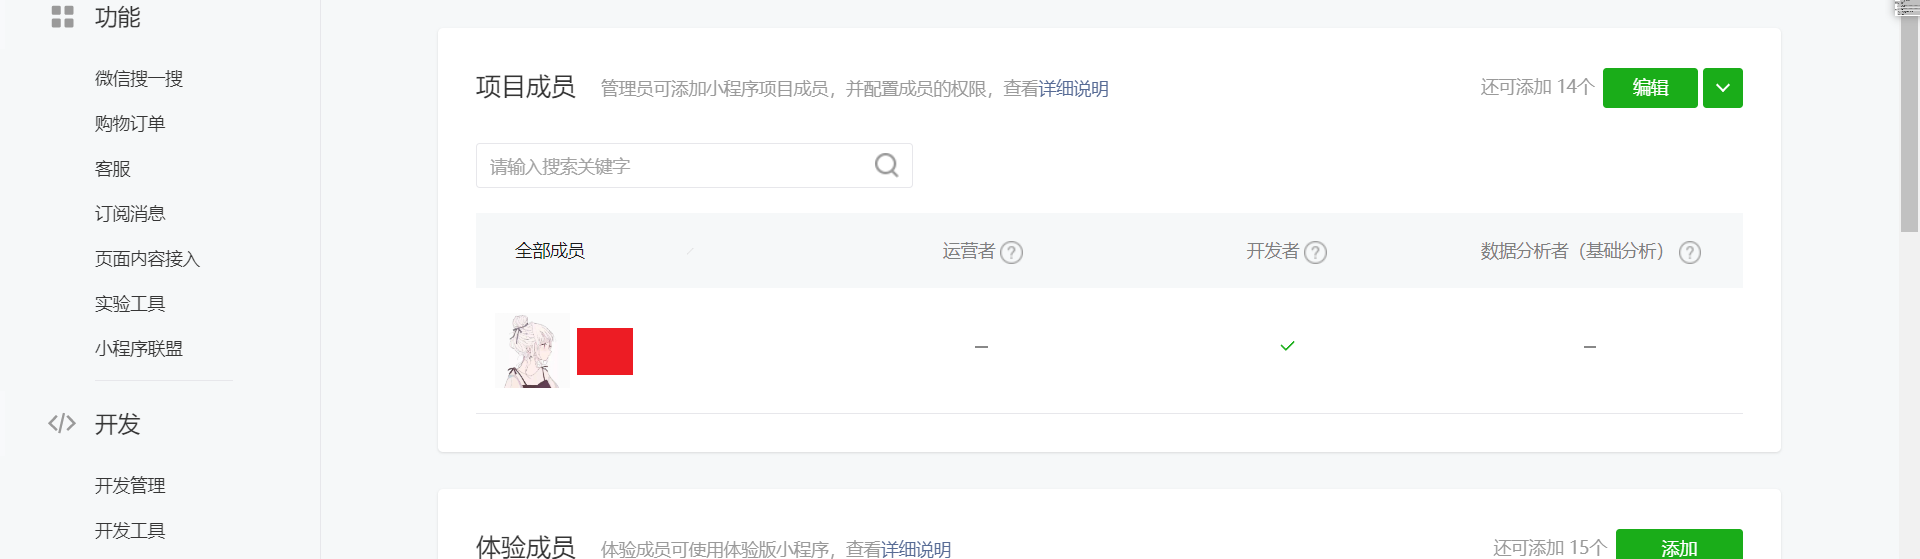 功能
微信搜一搜
购物订单
客服
订阅消息
页面内容接入
实验工具
小程序联盟
</> 开发
开发管理
开发工具
项目成员 管理员可添加小程序项目成员，并配置成员的权限，查看详细说明
还可添加 14个 编辑
请输入搜索关键字
全部成员 运营者 ? 开发者 ? 数据分析者（基础分析） ?
体验成员 体验成员可使用体验版小程序，查看详细说明
还可添加 15个 添加